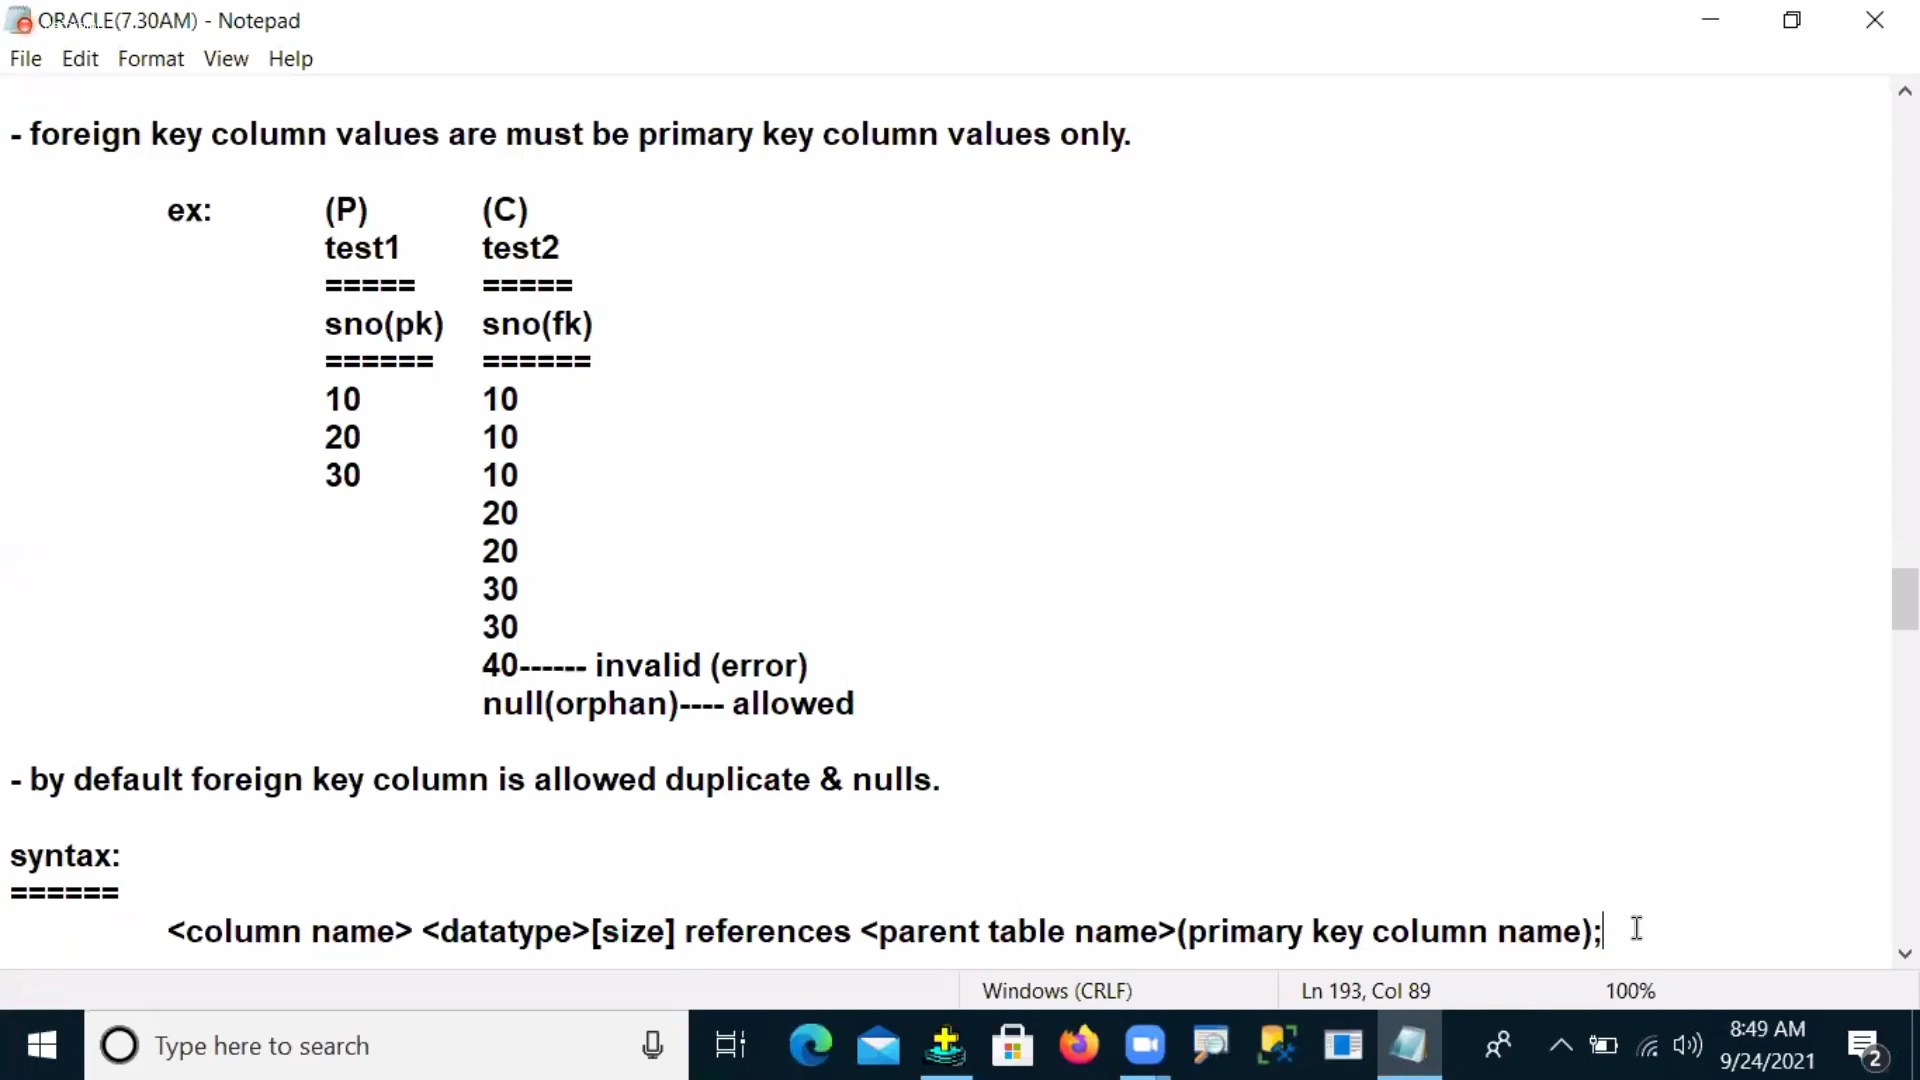 ORACLE(7.30AM) - Notepad
File Edit Format View Help
- foreign key column values are must be primary key column values only.
ex: (P) (C)
test1 test2
===== =====
sno(pk) sno(fk)
====== ======
10 10
20 10
30 10
20
20
30
30
40------ invalid (error)
null(orphan)---- allowed
- by default foreign key column is allowed duplicate & nulls.
syntax:
======
<column name> <datatype>[size] references <parent table name>(primary key column name);
Windows (CRLF) Ln 193, Col 89 100%
Type here to search
8:49 AM
9/24/2021
2